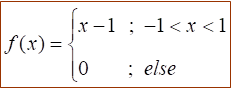 f(x) = { x − 1 ; −1 < x < 1
0 ; else